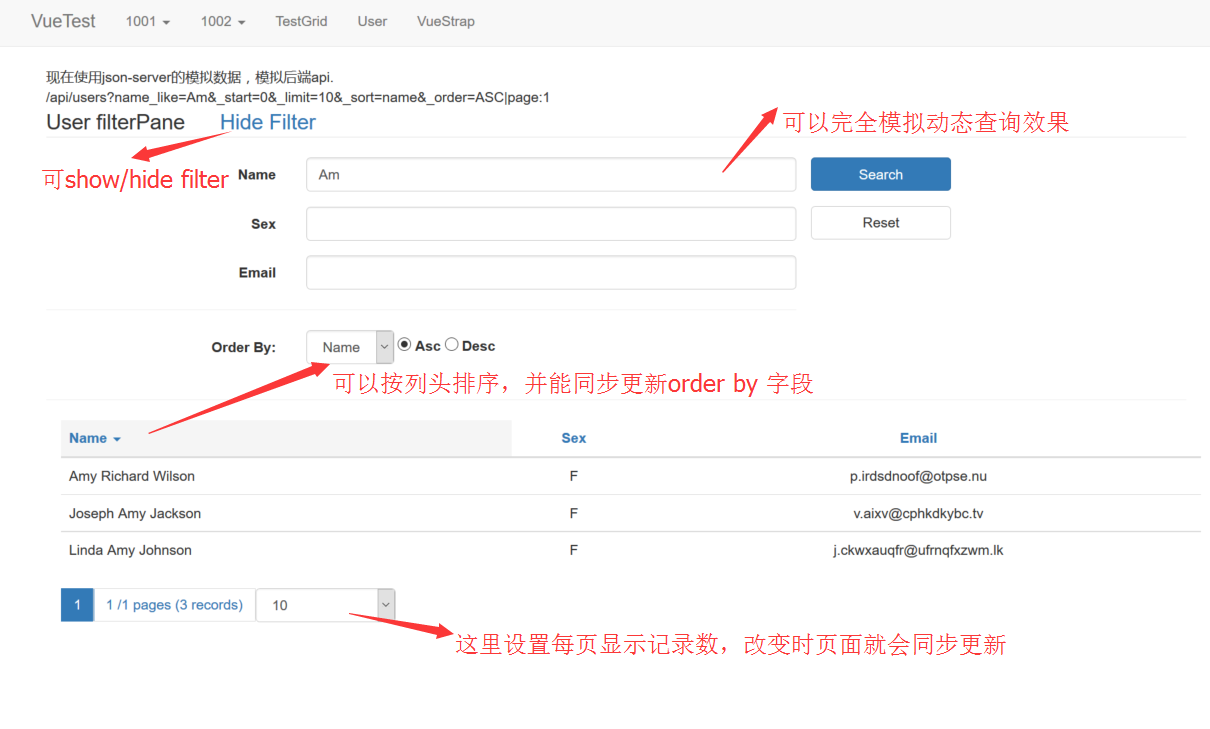 VueTest 1001 1002 TestGrid User VueStrap
现在使用json-server的模拟数据，模拟后端api.
/api/users?name_like=Am&_start=0&_limit=10&_sort=name&_order=ASC|page:1
User filterPane Hide Filter
可以完全模拟动态查询效果
可show/hide filter
Name Am Search
Sex Reset
Email
Order By: Name Asc Desc
可以按列头排序，并能同步更新order by 字段
Name Sex Email
Amy Richard Wilson F p.irdsdnoof@otpse.nu
Joseph Amy Jackson F v.aixv@cphkdkybc.tv
Linda Amy Johnson F j.ckwxauqfr@ufrnqfxzwm.lk
1 1 /1 pages (3 records) 10
这里设置每页显示记录数，改变时页面就会同步更新